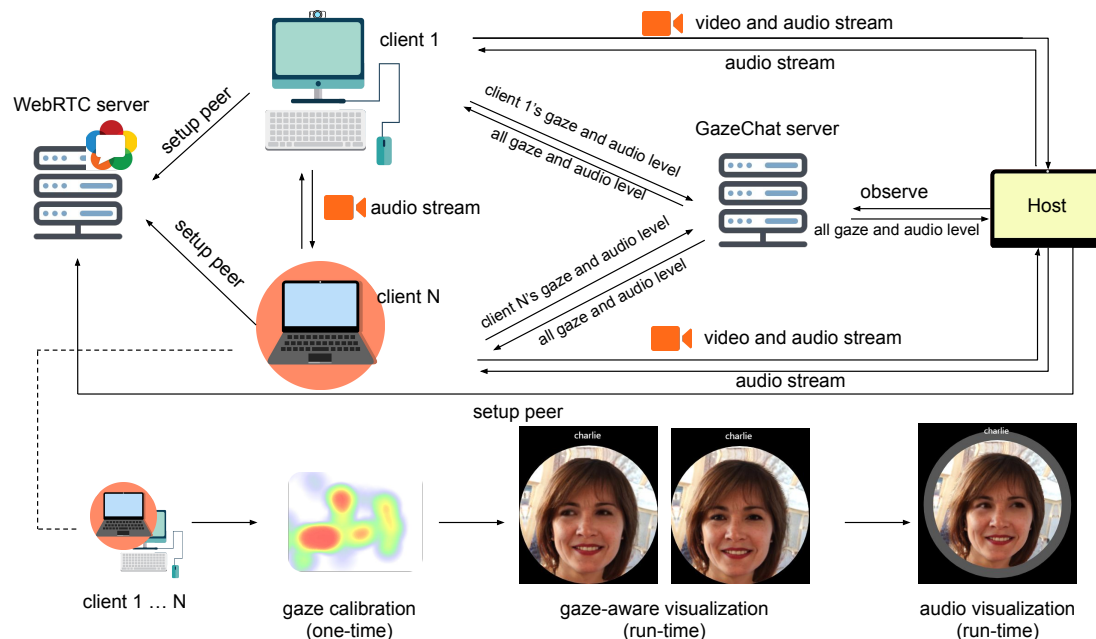 video and audio stream
client 1
audio stream
WebRTC server
setup peer
client 1's gaze and audio level
all gaze and audio level
GazeChat server
observe
Host
all gaze and audio level
audio stream
setup peer
client N
client N's gaze and audio level
all gaze and audio level
video and audio stream
audio stream
setup peer
charlie
charlie
charlie
client 1 ... N
gaze calibration
(one-time)
gaze-aware visualization
(run-time)
audio visualization
(run-time)